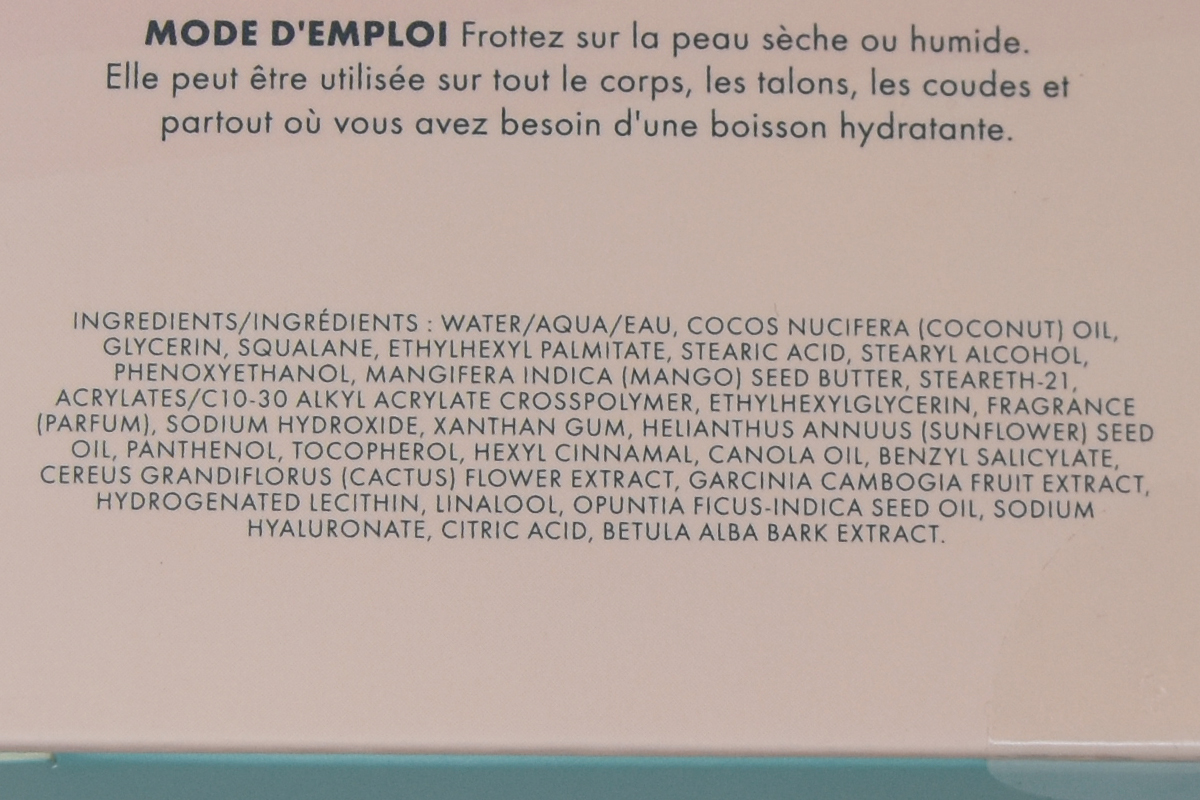 MODE D'EMPLOI Frottez sur la peau sèche ou humide.
Elle peut être utilisée sur tout le corps, les talons, les coudes et
partout où vous avez besoin d'une boisson hydratante.
INGREDIENTS/INGRÉDIENTS : WATER/AQUA/EAU, COCOS NUCIFERA (COCONUT) OIL,
GLYCERIN, SQUALANE, ETHYLHEXYL PALMITATE, STEARIC ACID, STEARYL ALCOHOL,
PHENOXYETHANOL, MANGIFERA INDICA (MANGO) SEED BUTTER, STEARETH-21,
ACRYLATES/C10-30 ALKYL ACRYLATE CROSSPOLYMER, ETHYLHEXYLGLYCERIN, FRAGRANCE
(PARFUM), SODIUM HYDROXIDE, XANTHAN GUM, HELIANTHUS ANNUUS (SUNFLOWER) SEED
OIL, PANTHENOL, TOCOPHEROL, HEXYL CINNAMAL, CANOLA OIL, BENZYL SALICYLATE,
CEREUS GRANDIFLORUS (CACTUS) FLOWER EXTRACT, GARCINIA CAMBOGIA FRUIT EXTRACT,
HYDROGENATED LECITHIN, LINALOOL, OPUNTIA FICUS-INDICA SEED OIL, SODIUM
HYALURONATE, CITRIC ACID, BETULA ALBA BARK EXTRACT.